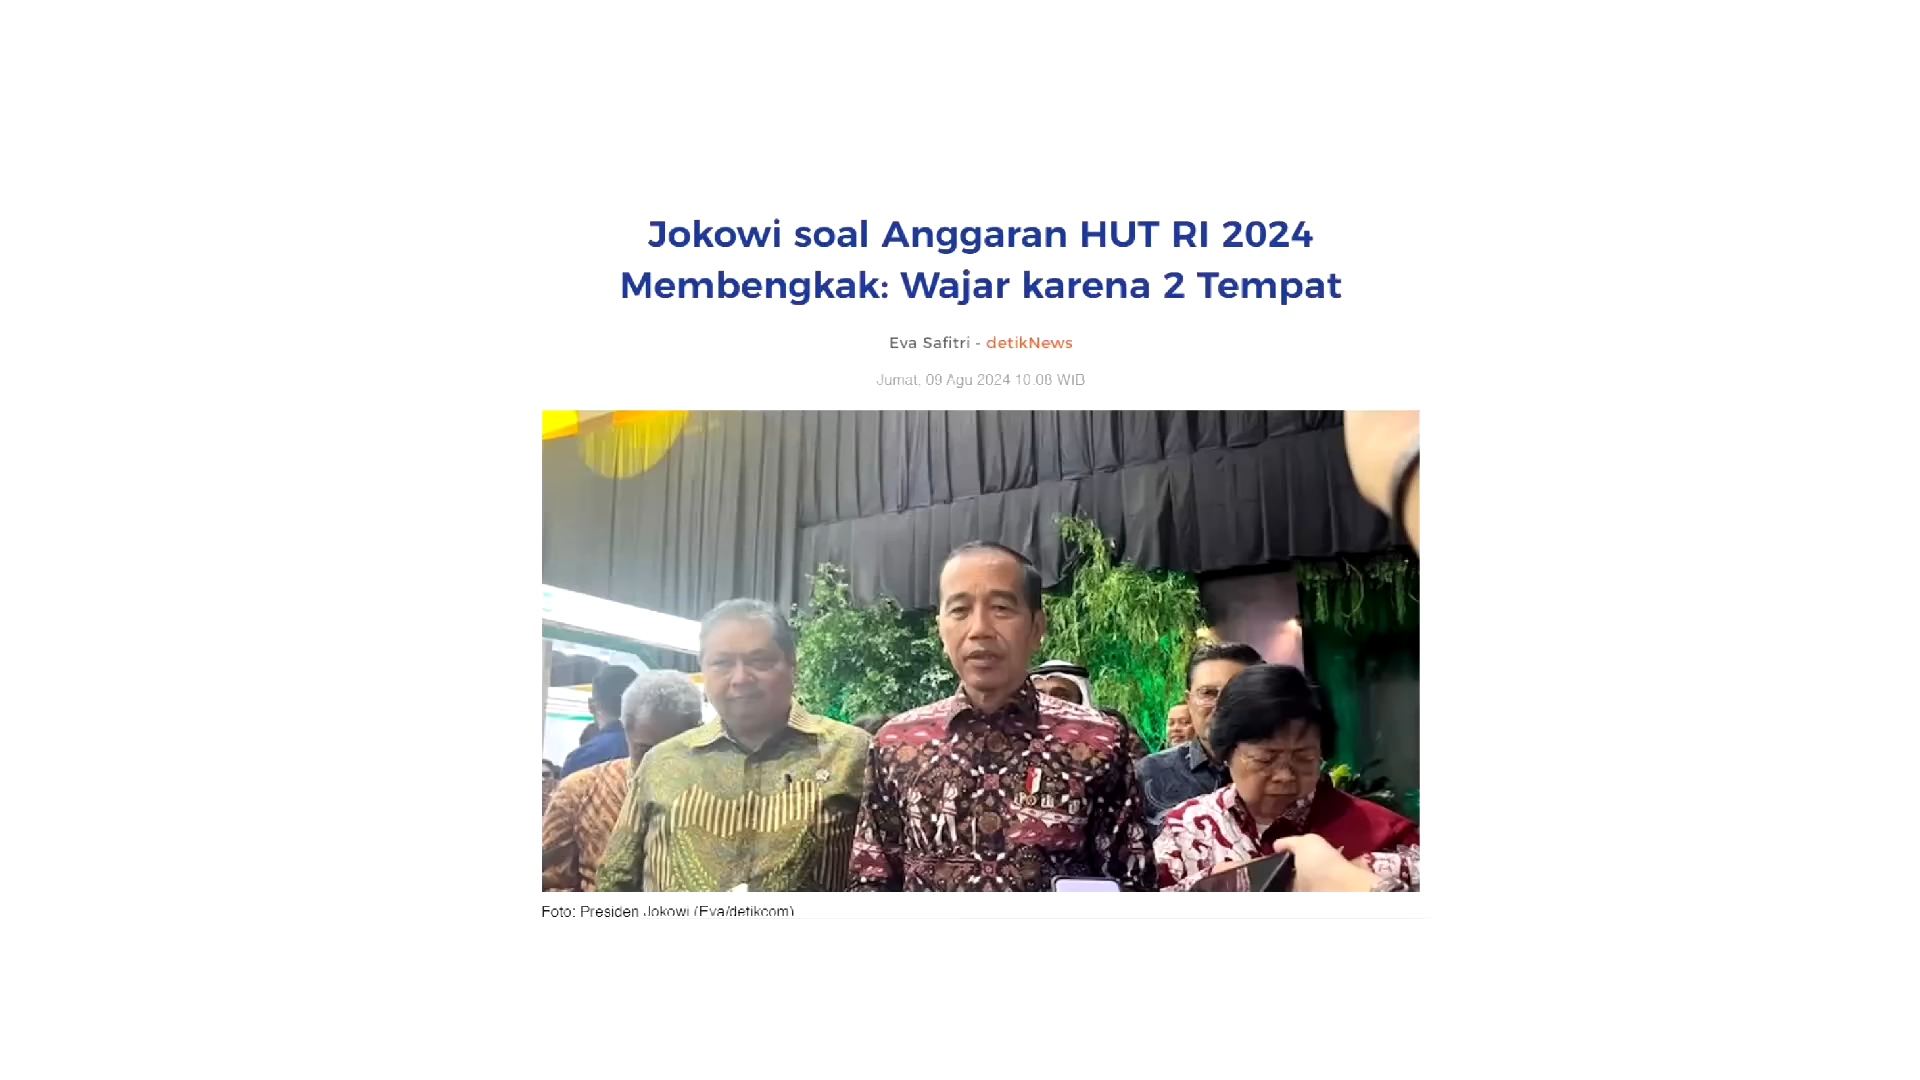 Jokowi soal Anggaran HUT RI 2024
Membengkak: Wajar karena 2 Tempat
Eva Safitri - detikNews
Jumat, 09 Agu 2024 10.08 WIB
Foto: Presiden Jokowi (Eva/detikcom)